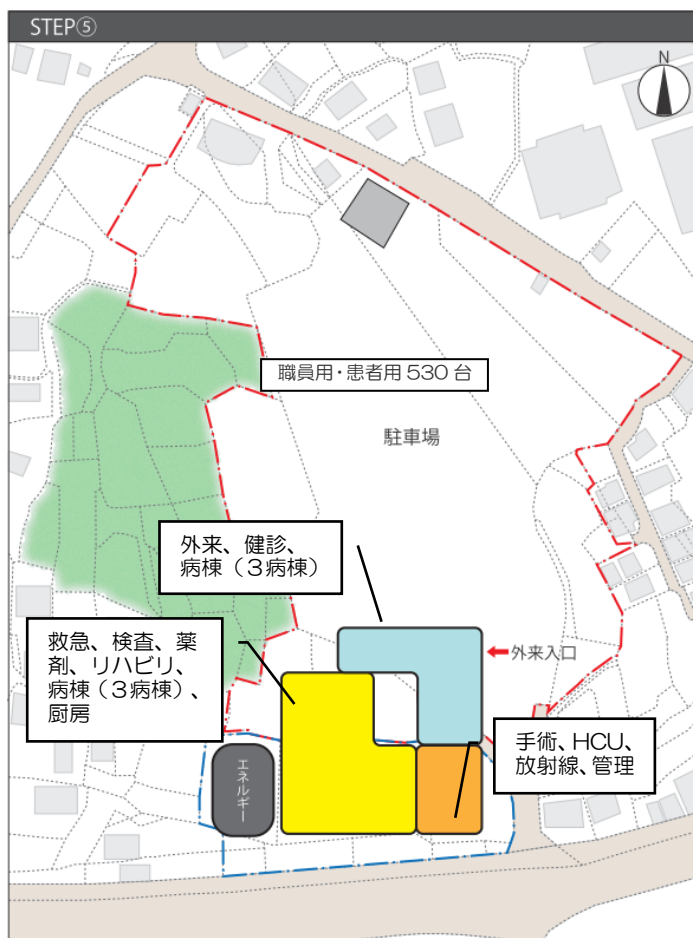 STEP⑤
N
職員用・患者用 530 台
駐車場
外来、健診、
病棟（３病棟）
救急、検査、薬
剤、リハビリ、
病棟（３病棟）、
厨房
外来入口
手術、HCU、
放射線、管理
エネルギー